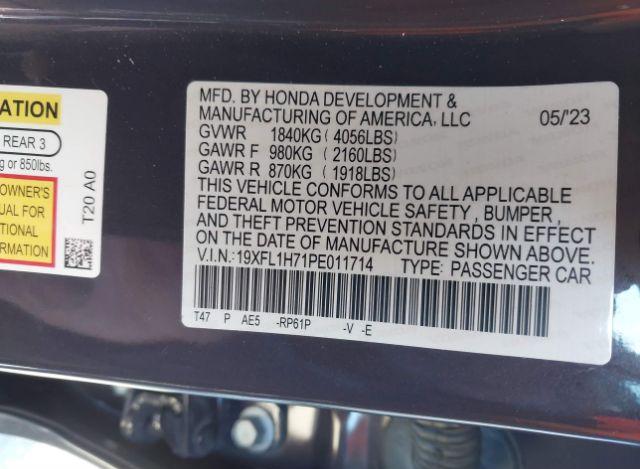 ATION
REAR 3
g or 850lbs.
OWNER'S
UAL FOR
TIONAL
ORMATION
T20 A0
MFD. BY HONDA DEVELOPMENT &
MANUFACTURING OF AMERICA, LLC 05/'23
GVWR 1840KG ( 4056LBS)
GAWR F 980KG ( 2160LBS)
GAWR R 870KG ( 1918LBS)
THIS VEHICLE CONFORMS TO ALL APPLICABLE
FEDERAL MOTOR VEHICLE SAFETY , BUMPER,
AND THEFT PREVENTION STANDARDS IN EFFECT
ON THE DATE OF MANUFACTURE SHOWN ABOVE.
V.I.N.:19XFL1H71PE011714 TYPE: PASSENGER CAR
T47 P AE5 -RP61P -V -E